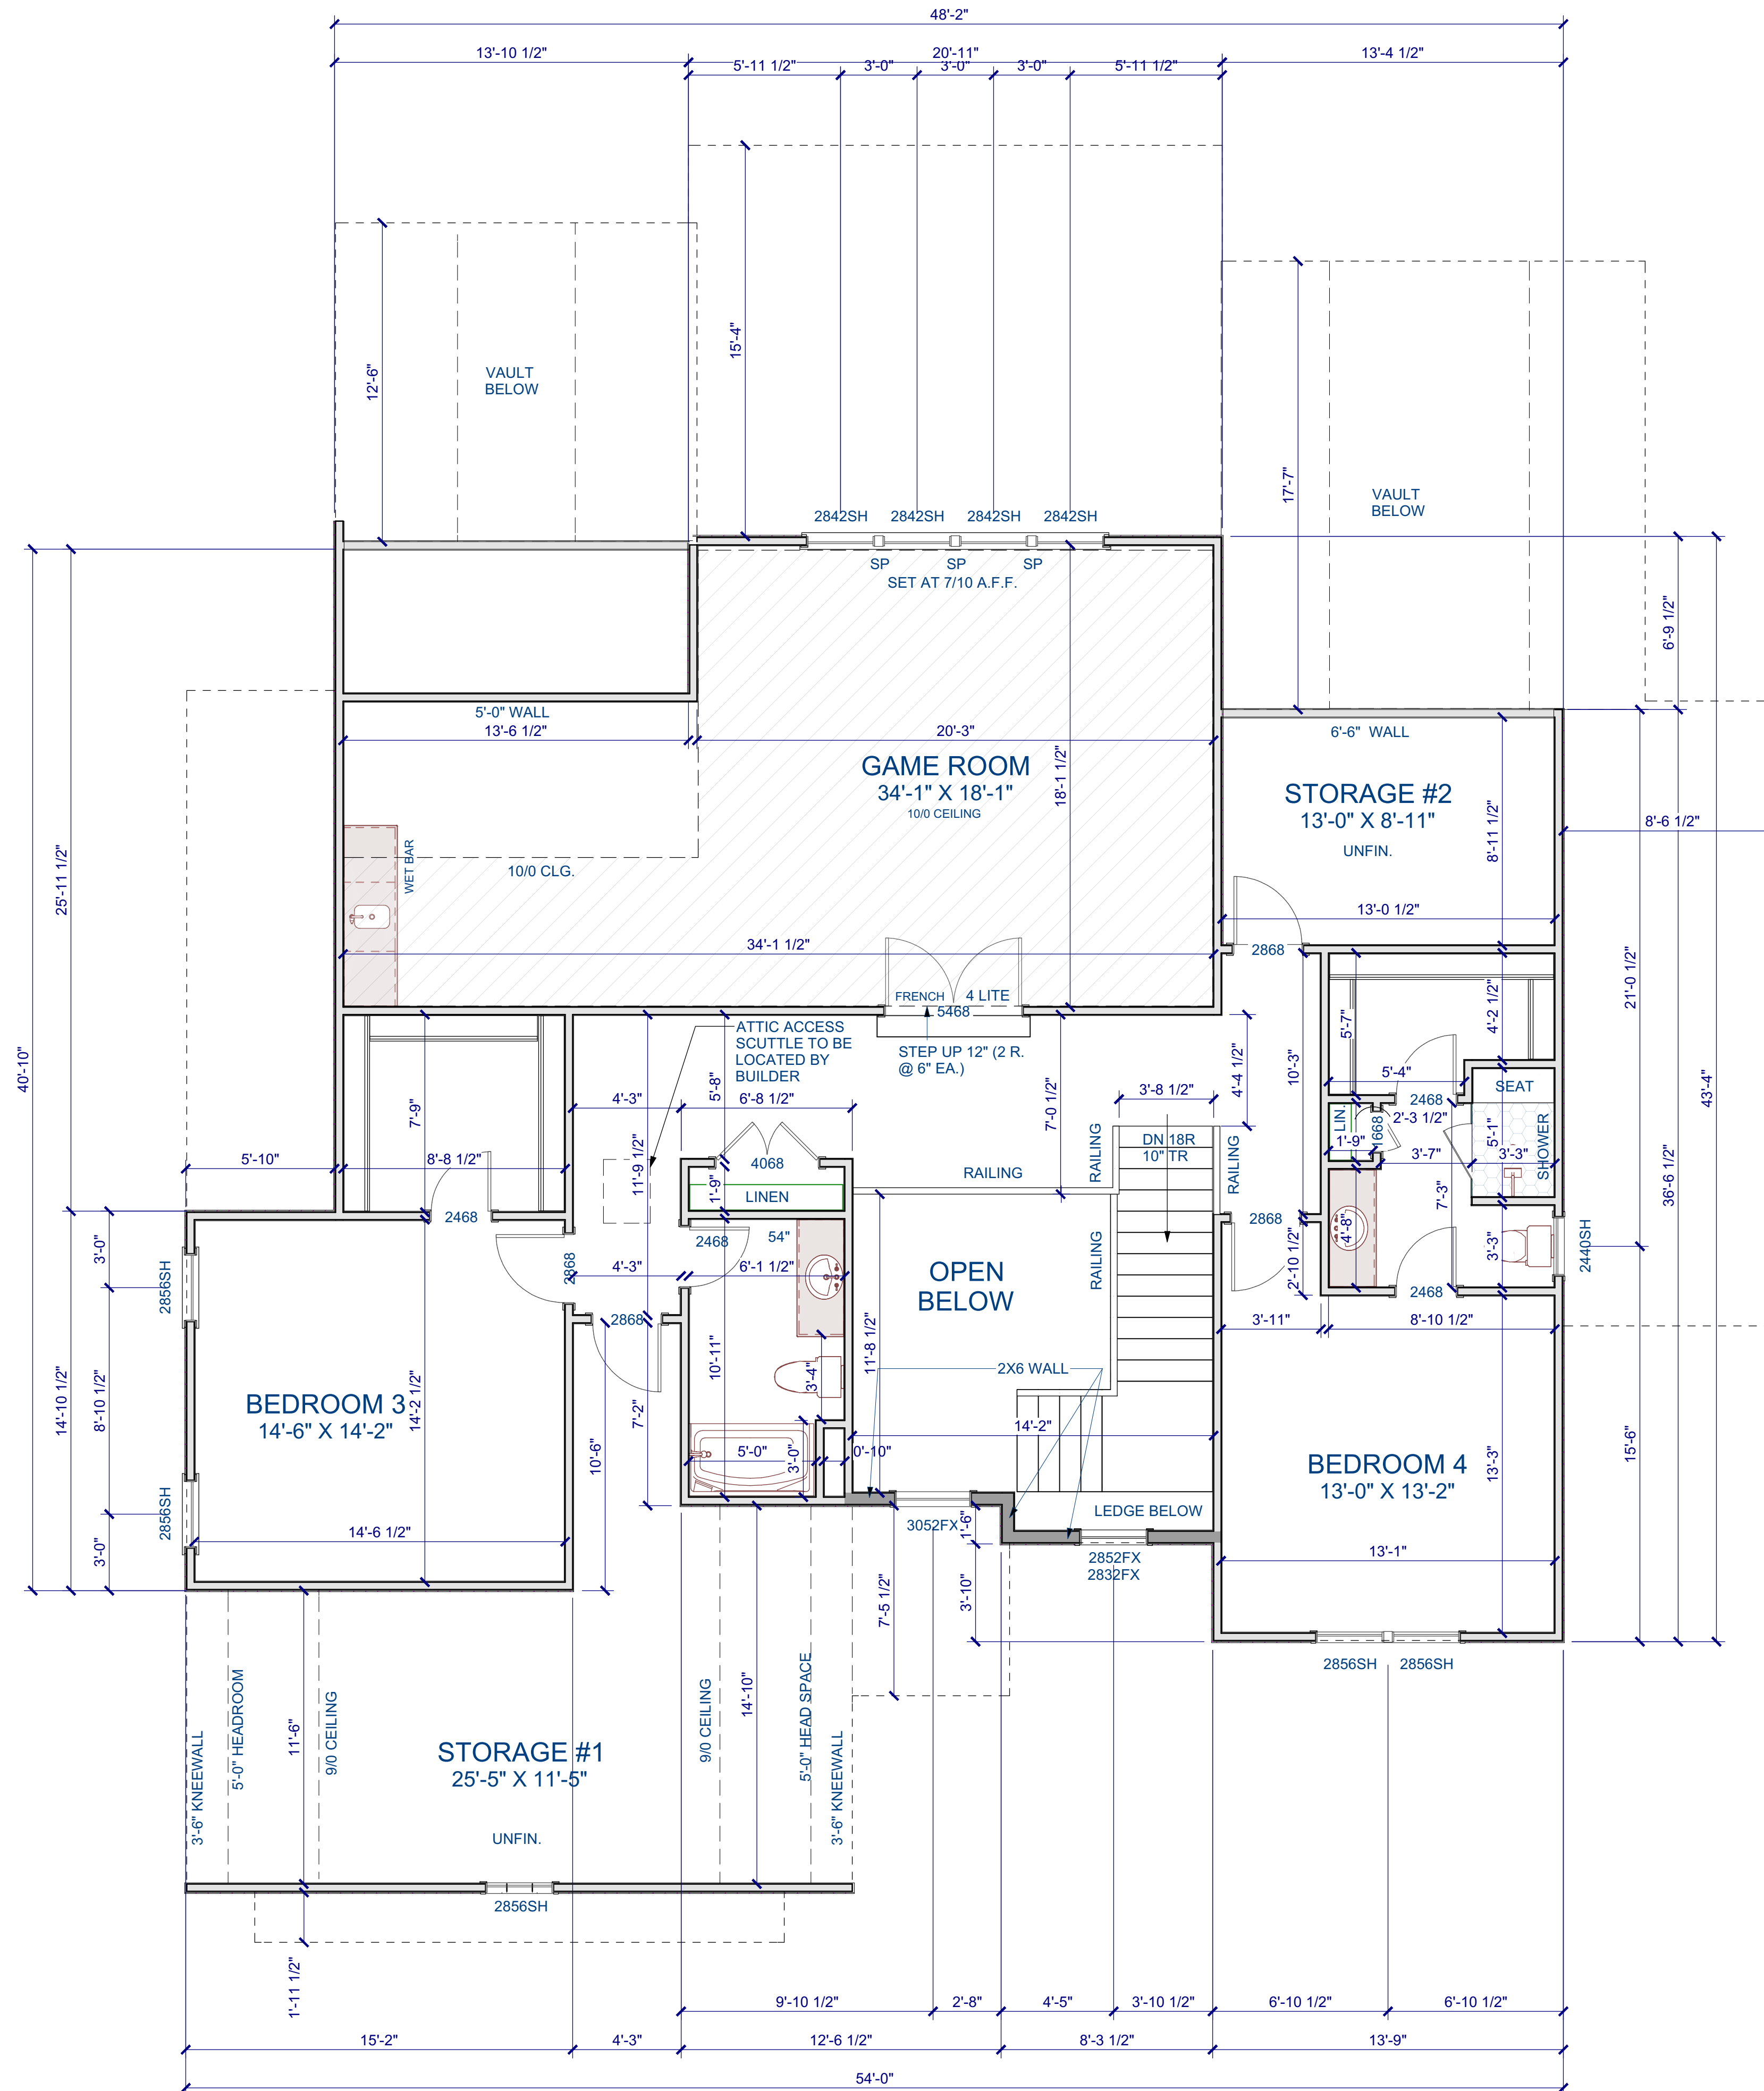 48'-2"
13'-10 1/2"
20'-11"
13'-4 1/2"
5'-11 1/2"
3'-0"
3'-0"
3'-0"
5'-11 1/2"
15'-4"
12'-6"
VAULT
BELOW
17'-7"
VAULT
BELOW
2842SH
2842SH
2842SH
2842SH
SP
SP
SP
SET AT 7/10 A.F.F.
6'-9 1/2"
5'-0" WALL
13'-6 1/2"
20'-3"
6'-6" WALL
GAME ROOM
34'-1" X 18'-1"
10/0 CEILING
18'-1 1/2"
STORAGE #2
13'-0" X 8'-11"
UNFIN.
8'-11 1/2"
8'-6 1/2"
25'-11 1/2"
WET BAR
10/0 CLG.
13'-0 1/2"
34'-1 1/2"
2868
21'-0 1/2"
FRENCH
4 LITE
5468
40'-10"
43'-4"
ATTIC ACCESS
SCUTTLE TO BE
LOCATED BY
BUILDER
STEP UP 12" (2 R.
@ 6" EA.)
5'-8"
7'-0 1/2"
4'-4 1/2"
10'-3"
5'-7"
4'-2 1/2"
5'-4"
SEAT
7'-9"
4'-3"
6'-8 1/2"
3'-8 1/2"
2468
LIN.
2'-3 1/2"
1668
5'-1"
SHOWER
DN 18R
10" TR
1'-9"
3'-7"
3'-3"
5'-10"
8'-8 1/2"
11'-9 1/2"
4068
RAILING
RAILING
RAILING
36'-6 1/2"
1'-9"
LINEN
7'-3"
2468
2868
4'-8"
3'-0"
2468
54"
3'-3"
2440SH
2868
4'-3"
6'-1 1/2"
OPEN
BELOW
RAILING
2'-10 1/2"
2468
2856SH
2868
3'-11"
8'-10 1/2"
11'-8 1/2"
10'-11"
3'-4"
2X6 WALL
BEDROOM 3
14'-6" X 14'-2"
14'-2 1/2"
14'-10 1/2"
8'-10 1/2"
7'-2"
14'-2"
10'-6"
5'-0"
3'-0"
0'-10"
BEDROOM 4
13'-0" X 13'-2"
13'-3"
15'-6"
2856SH
14'-6 1/2"
3'-0"
3052FX
1'-6"
LEDGE BELOW
2852FX
2832FX
13'-1"
7'-5 1/2"
3'-10"
2856SH
2856SH
3'-6" KNEEWALL
5'-0" HEADROOM
11'-6"
9/0 CEILING
9/0 CEILING
14'-10"
5'-0" HEAD SPACE
3'-6" KNEEWALL
STORAGE #1
25'-5" X 11'-5"
UNFIN.
2856SH
1'-11 1/2"
9'-10 1/2"
2'-8"
4'-5"
3'-10 1/2"
6'-10 1/2"
6'-10 1/2"
15'-2"
4'-3"
12'-6 1/2"
8'-3 1/2"
13'-9"
54'-0"